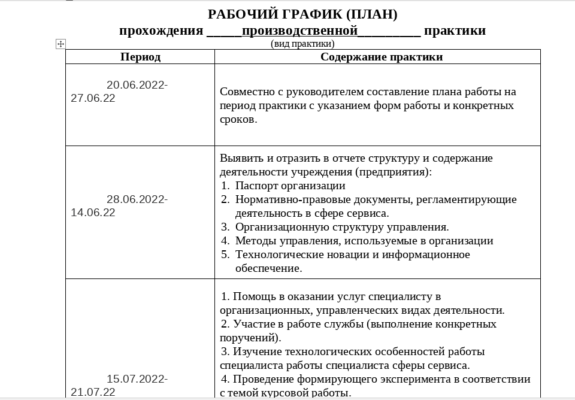 РАБОЧИЙ ГРАФИК (ПЛАН)
прохождения _____производственной_________ практики
(вид практики)
Период
Содержание практики
20.06.2022-
27.06.22
Совместно с руководителем составление плана работы на
период практики с указанием форм работы и конкретных
сроков.
28.06.2022-
14.06.22
Выявить и отразить в отчете структуру и содержание
деятельности учреждения (предприятия):
1. Паспорт организации
2. Нормативно-правовые документы, регламентирующие
деятельность в сфере сервиса.
3. Организационную структуру управления.
4. Методы управления, используемые в организации
5. Технологические новации и информационное
обеспечение.
15.07.2022-
21.07.22
1. Помощь в оказании услуг специалисту в
организационных, управленческих видах деятельности.
2. Участие в работе службы (выполнение конкретных
поручений).
3. Изучение технологических особенностей работы
специалиста работы специалиста сферы сервиса.
4. Проведение формирующего эксперимента в соответствии
с темой курсовой работы.